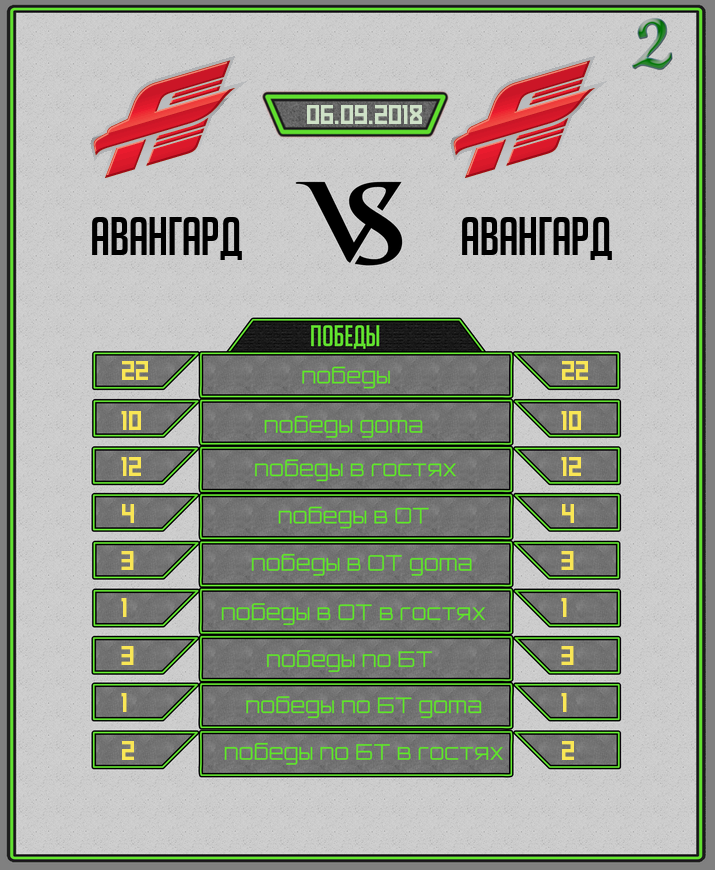 2
06.09.2018
АВАНГАРД VS АВАНГАРД
ПОБЕДЫ
22 победы 22
10 победы дома 10
12 победы в гостях 12
4 победы в ОТ 4
3 победы в ОТ дома 3
1 победы в ОТ в гостях 1
3 победы по БТ 3
1 победы по БТ дома 1
2 победы по БТ в гостях 2